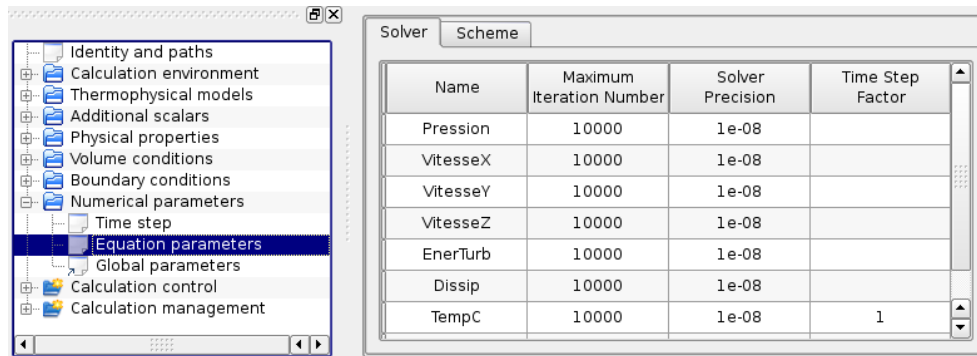 Identity and paths
Calculation environment
Thermophysical models
Additional scalars
Physical properties
Volume conditions
Boundary conditions
Numerical parameters
Time step
Equation parameters
Global parameters
Calculation control
Calculation management
Solver Scheme
Name Maximum Iteration Number Solver Precision Time Step Factor
Pression 10000 1e-08
VitesseX 10000 1e-08
VitesseY 10000 1e-08
VitesseZ 10000 1e-08
EnerTurb 10000 1e-08
Dissip 10000 1e-08
TempC 10000 1e-08 1